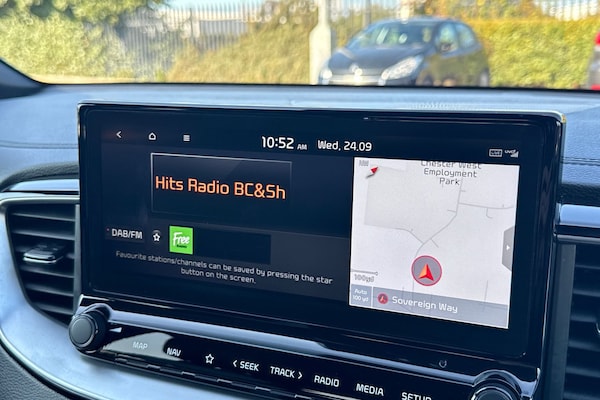 10:52 AM Wed, 24.09
Hits Radio BC&Sh
DAB/FM
Free
Favourite stations/channels can be saved by pressing the star
button on the screen.
Chester West
Employment
Park
100yd
Auto
100 yd
Sovereign Way
MAP NAV SEEK TRACK RADIO MEDIA SETUP